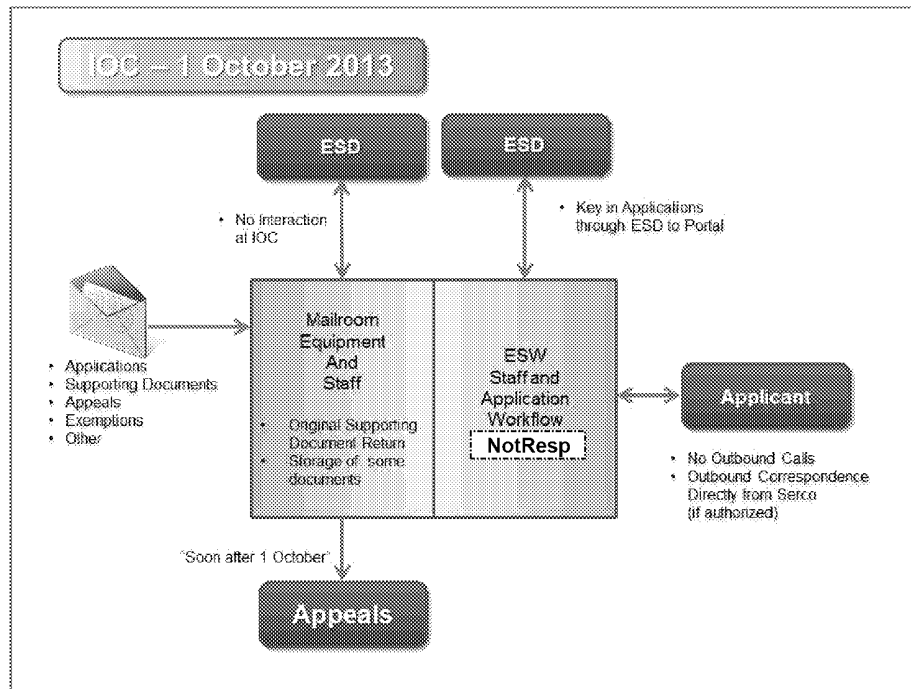 IOC – 1 October 2013
ESD
ESD
• No Interaction
at IOC
• Key in Applications
through ESD to Portal
Mailroom
Equipment
And
Staff
• Original Supporting
Document Return
• Storage of some
documents
ESW
Staff and
Application
Workflow
NotResp
• Applications
• Supporting Documents
• Appeals
• Exemptions
• Other
Applicant
• No Outbound Calls
• Outbound Correspondence
Directly from Serco
(if authorized)
"Soon after 1 October"
Appeals